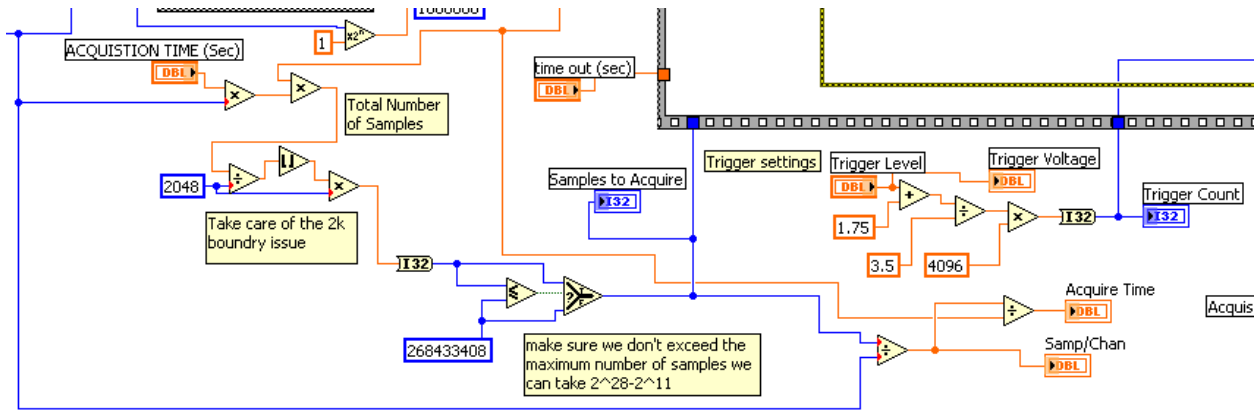 1000000
1
x2ⁿ
ACQUISTION TIME (Sec)
DBL
x
x
Total Number
of Samples
time out (sec)
DBL
2048
÷
x
Take care of the 2k
boundry issue
Samples to Acquire
I32
Trigger settings
Trigger Level
DBL
Trigger Voltage
DBL
+
1.75
÷
3.5
x
4096
I32
Trigger Count
I32
I32
≤
?
T
F
268433408
make sure we don't exceed the
maximum number of samples we
can take 2^28-2^11
÷
÷
Acquire Time
DBL
Samp/Chan
DBL
Acquis